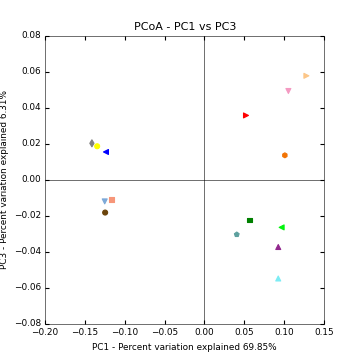 PCoA - PC1 vs PC3
0.08
0.06
0.04
0.02
0.00
−0.02
−0.04
−0.06
−0.08
PC3 - Percent variation explained 6.31%
−0.20 −0.15 −0.10 −0.05 0.00 0.05 0.10 0.15
PC1 - Percent variation explained 69.85%